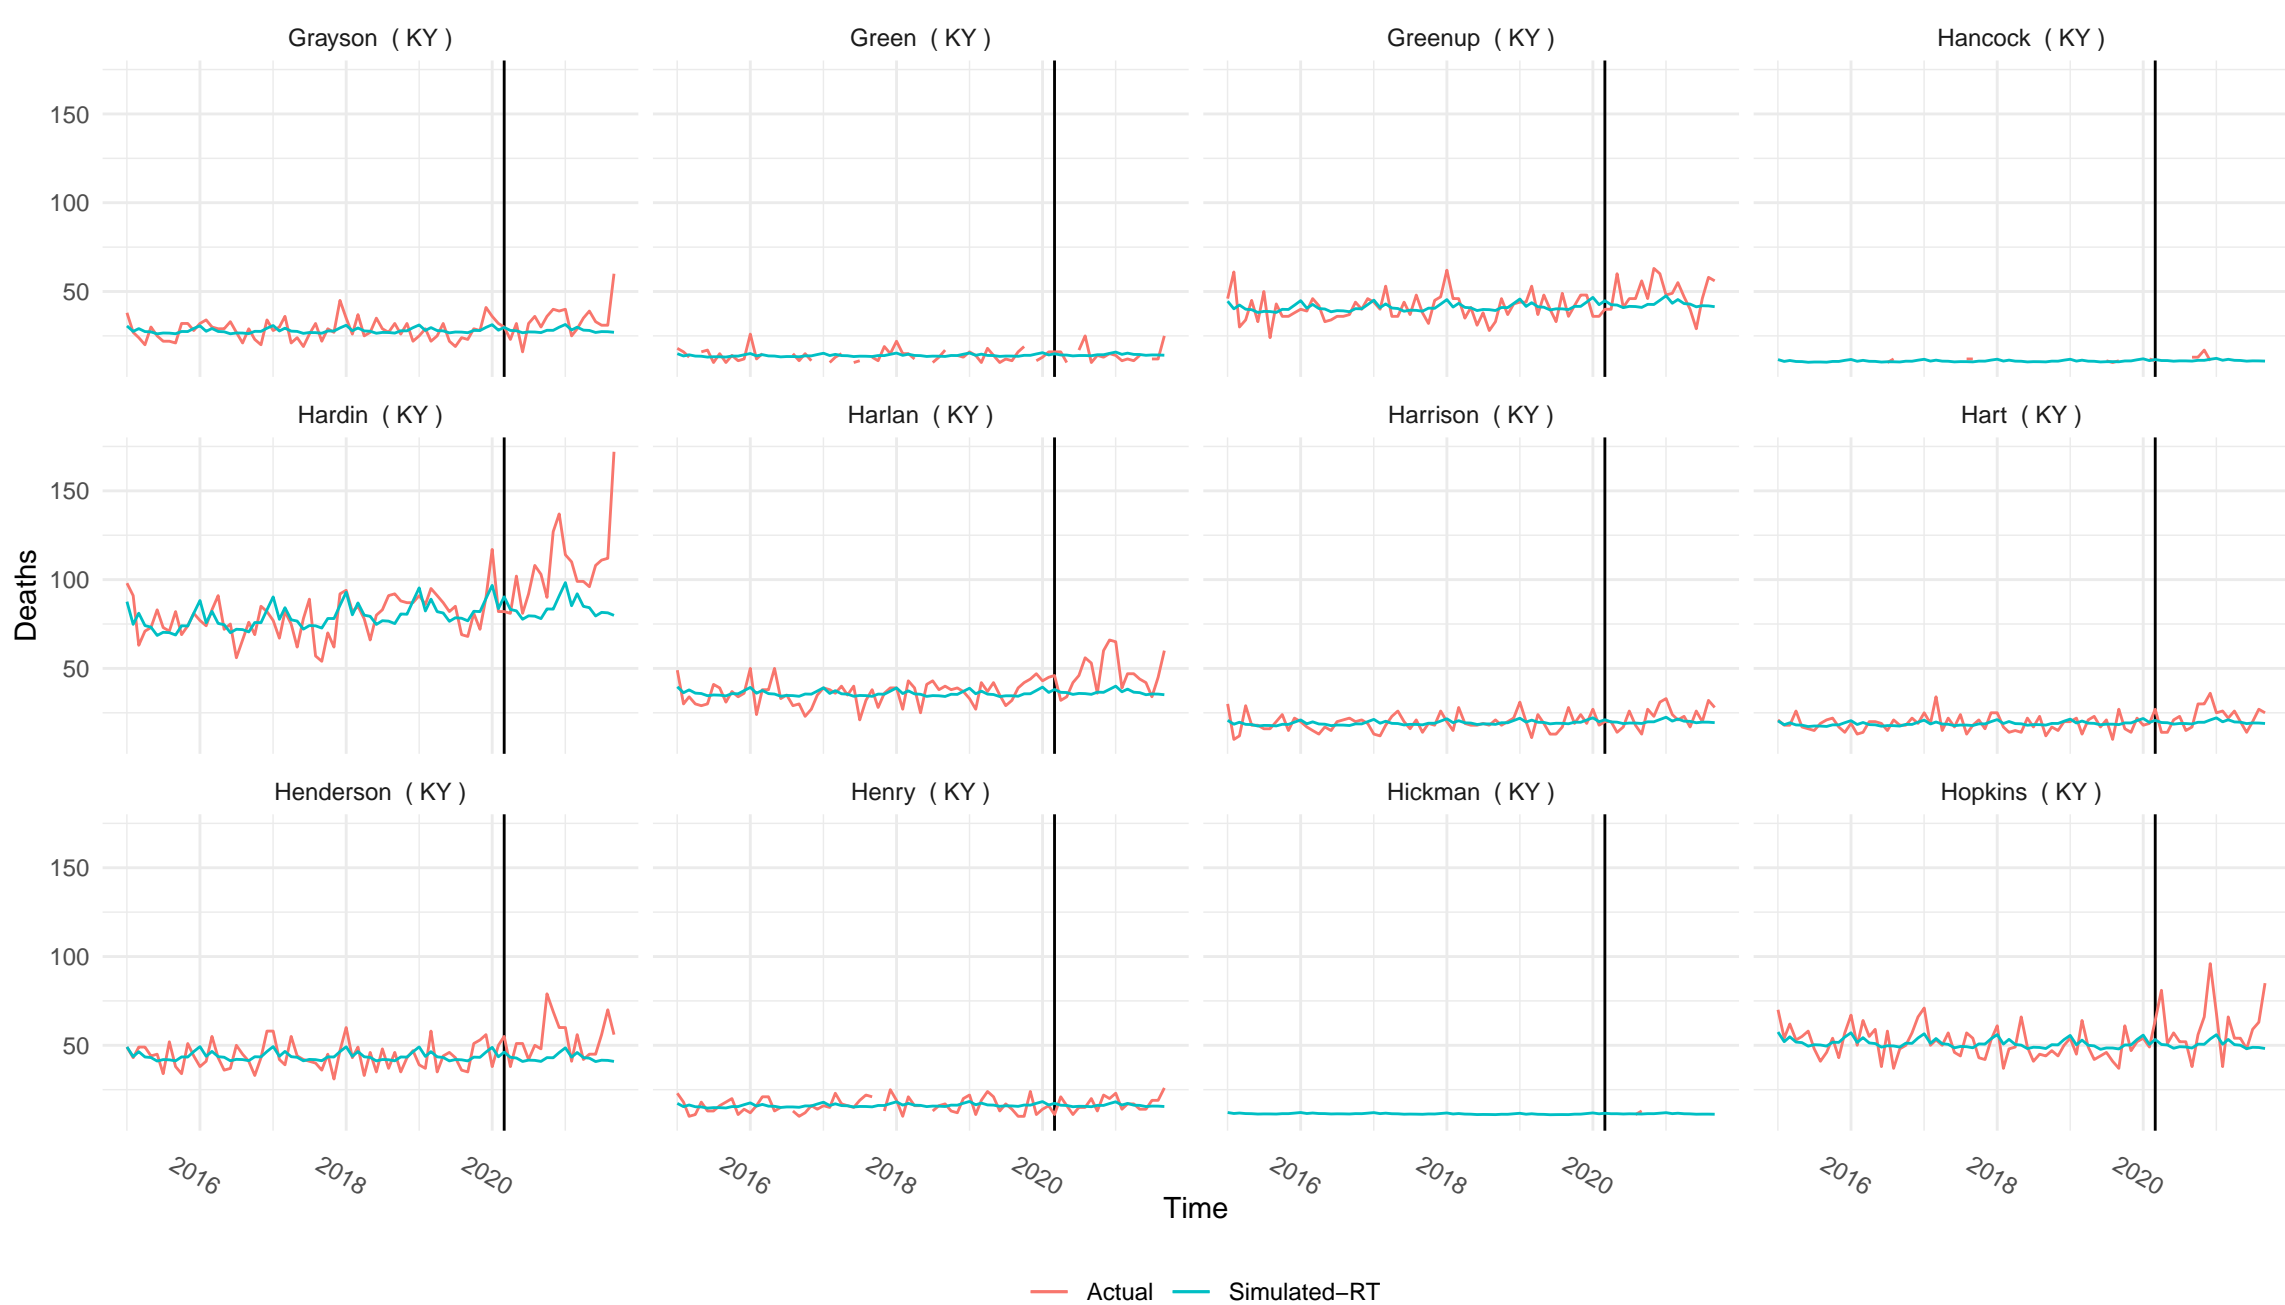 Grayson  ( KY )
Green  ( KY )
Greenup  ( KY )
Hancock  ( KY )
150
100
50
Hardin  ( KY )
Harlan  ( KY )
Harrison  ( KY )
Hart  ( KY )
150
100
50
Deaths
Henderson  ( KY )
Henry  ( KY )
Hickman  ( KY )
Hopkins  ( KY )
150
100
50
2016 2018 2020
2016 2018 2020
2016 2018 2020
2016 2018 2020
Time
Actual
Simulated−RT